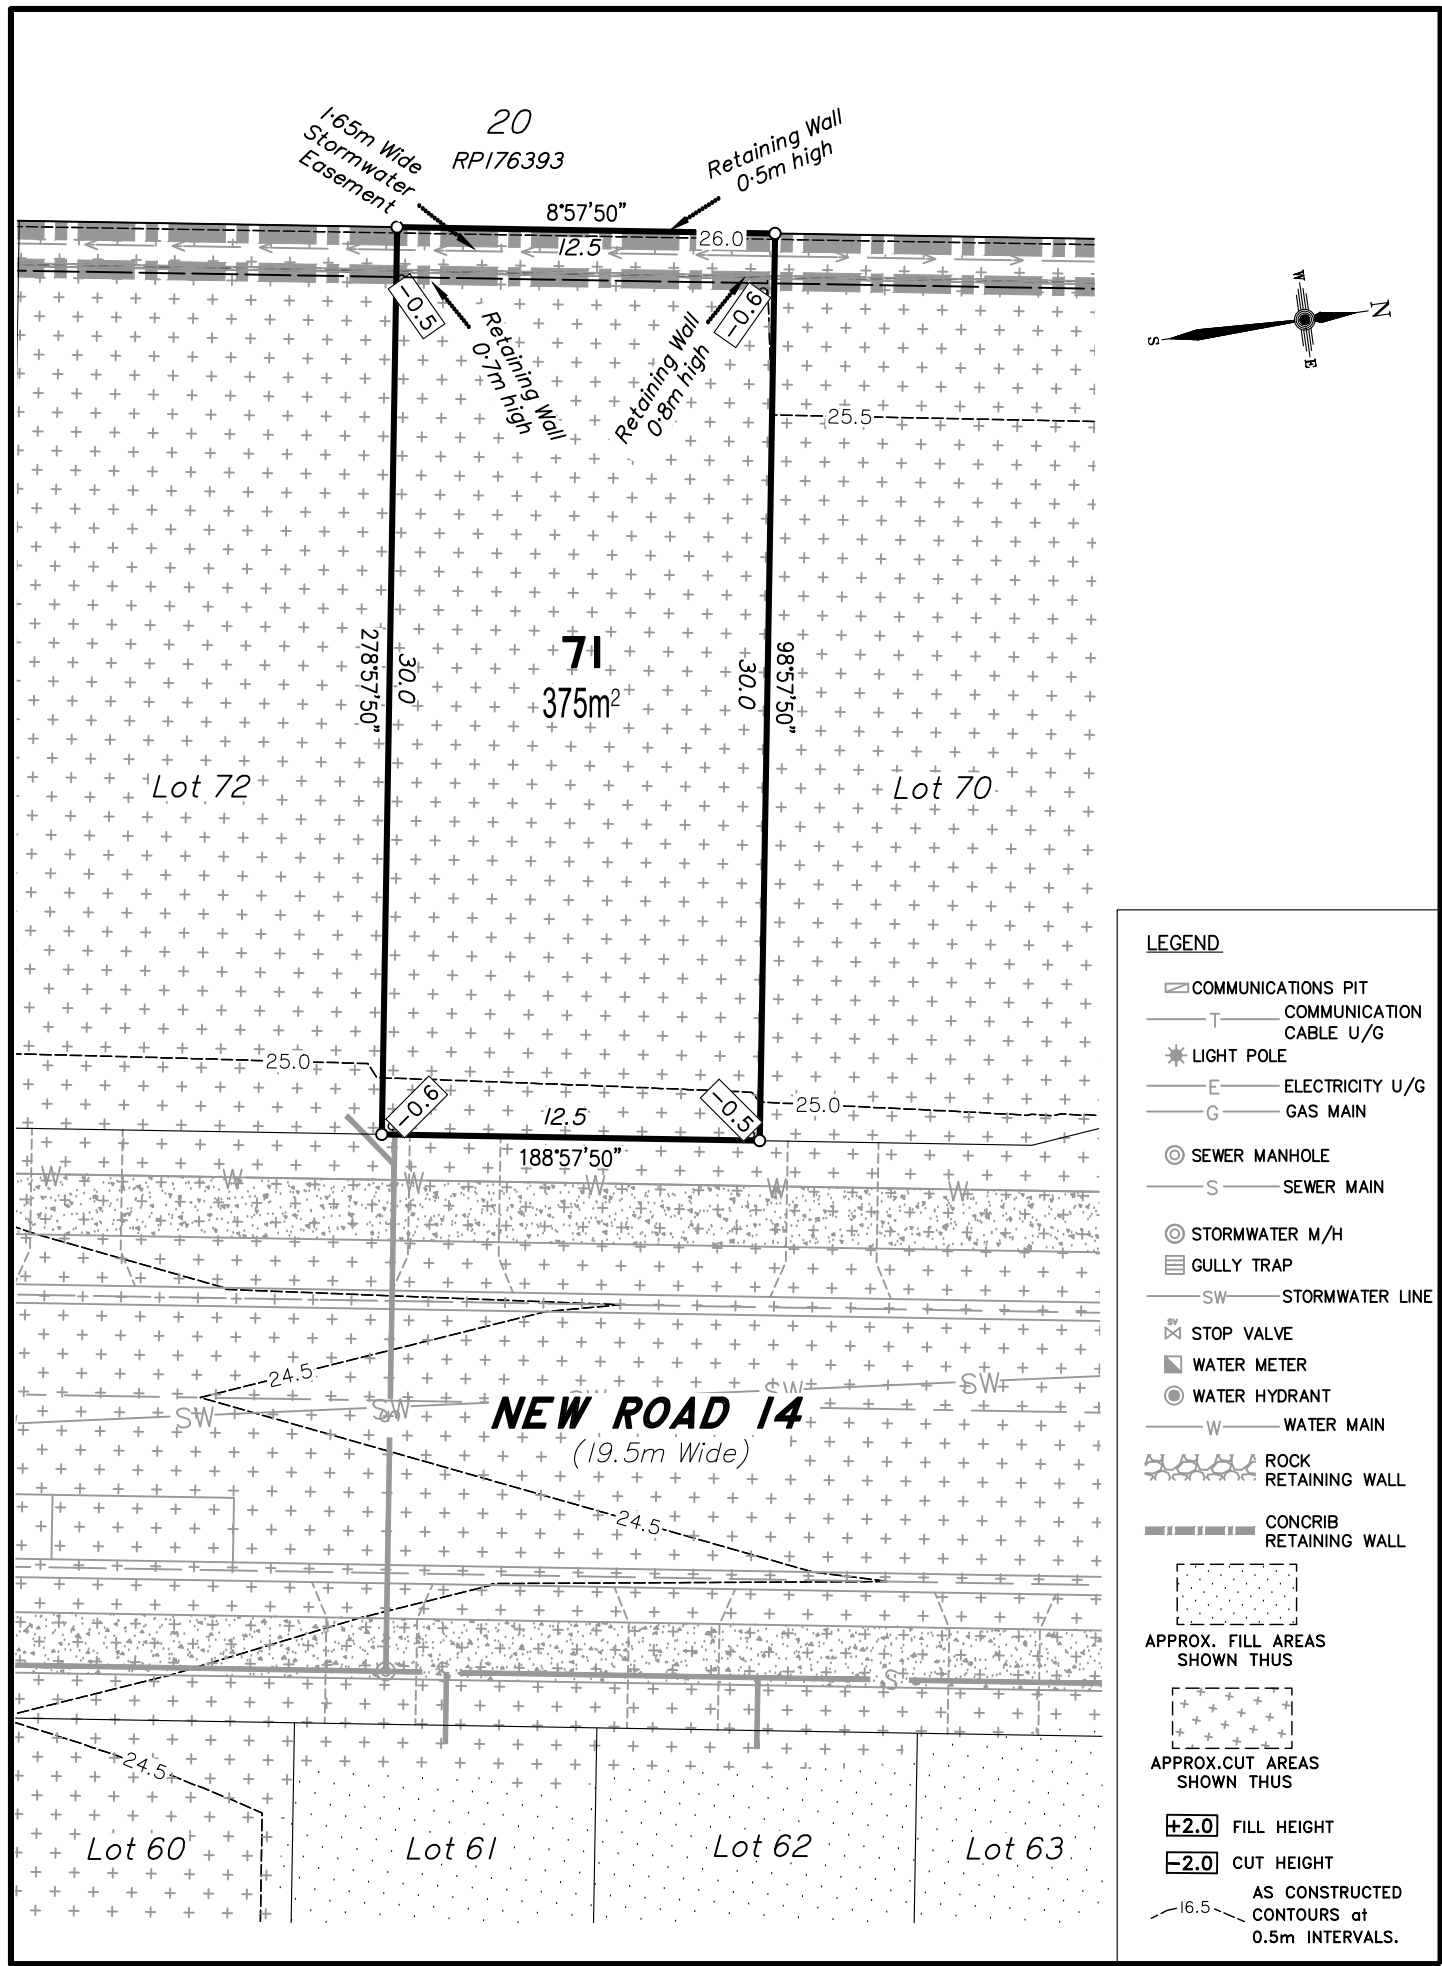 20
RP176393
1·65m Wide
Stormwater
Easement
Retaining Wall
0·5m high
8°57'50"
12.5
26.0
-0.5
-0.6
Retaining Wall
0·7m high
Retaining Wall
0·8m high
W
N
S
E
25.5
278°57'50"
30.0
71
375m²
30.0
98°57'50"
Lot 72
Lot 70
25.0
-0.6
12.5
-0.5
25.0
188°57'50"
W W W W W W
24.5
SW SW SW SW
NEW ROAD 14
(19.5m Wide)
24.5
S
24.5
Lot 60
Lot 61
Lot 62
Lot 63
LEGEND
COMMUNICATIONS PIT
T COMMUNICATION
CABLE U/G
LIGHT POLE
E ELECTRICITY U/G
G GAS MAIN
SEWER MANHOLE
S SEWER MAIN
STORMWATER M/H
GULLY TRAP
SW STORMWATER LINE
SV
STOP VALVE
WATER METER
WATER HYDRANT
W WATER MAIN
ROCK
RETAINING WALL
CONCRIB
RETAINING WALL
APPROX. FILL AREAS
SHOWN THUS
APPROX.CUT AREAS
SHOWN THUS
+2.0 FILL HEIGHT
-2.0 CUT HEIGHT
16.5
AS CONSTRUCTED
CONTOURS at
0.5m INTERVALS.